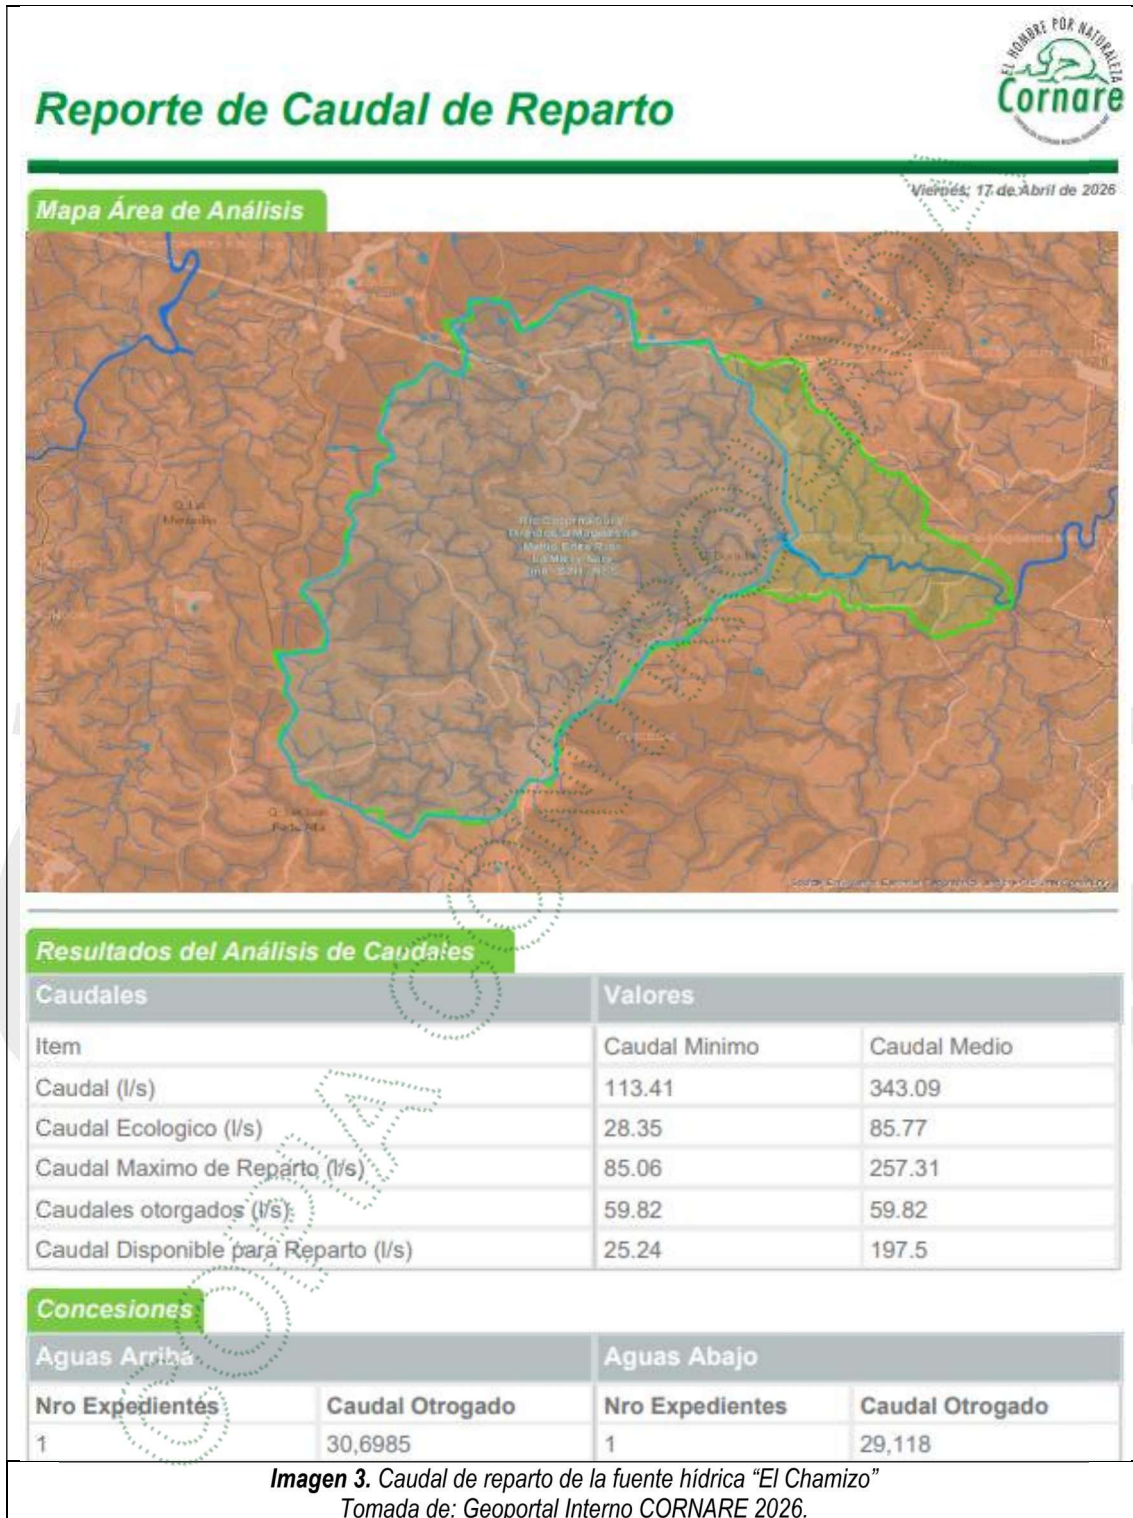 EL HOMBRE POR NATURALEZA
Cornare
Reporte de Caudal de Reparto
Viernes, 17 de Abril de 2026
Mapa Área de Análisis
Resultados del Análisis de Caudales
Caudales Valores
Item Caudal Minimo Caudal Medio
Caudal (l/s) 113.41 343.09
Caudal Ecologico (l/s) 28.35 85.77
Caudal Maximo de Reparto (l/s) 85.06 257.31
Caudales otorgados (l/s) 59.82 59.82
Caudal Disponible para Reparto (l/s) 25.24 197.5
Concesiones
Aguas Arriba Aguas Abajo
Nro Expedientes Caudal Otrogado Nro Expedientes Caudal Otrogado
1 30,6985 1 29,118
COPIA CONTROLADA
Imagen 3. Caudal de reparto de la fuente hídrica “El Chamizo”
Tomada de: Geoportal Interno CORNARE 2026.